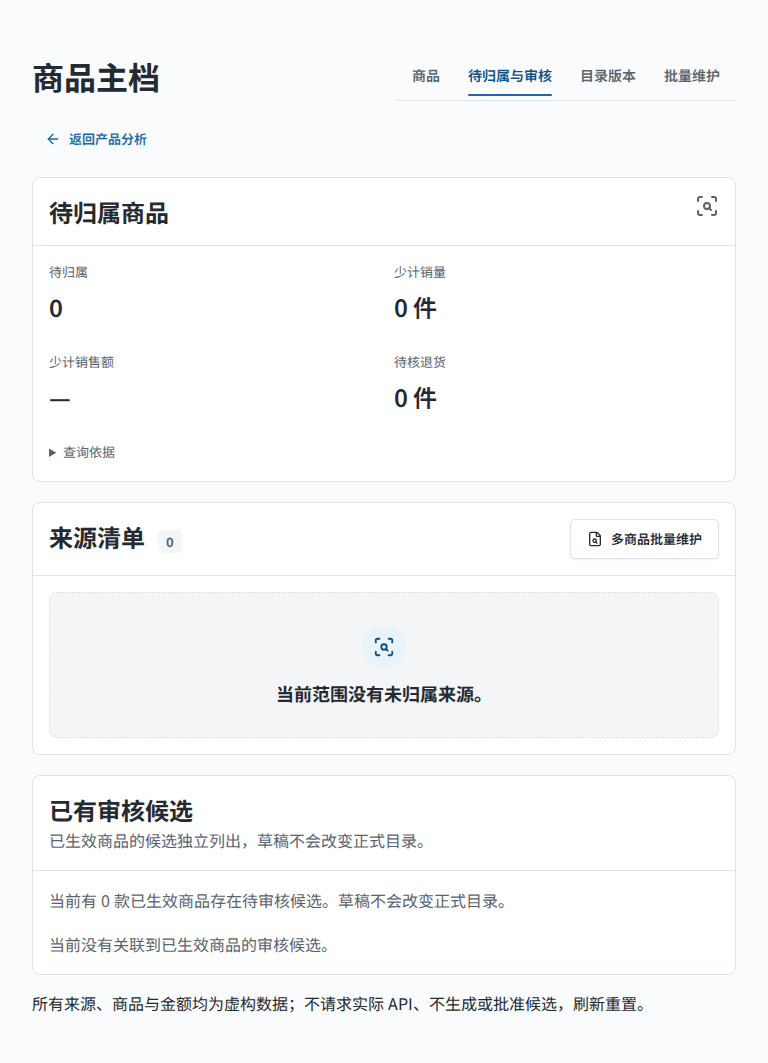 商品主档
商品
待归属与审核
目录版本
批量维护
返回产品分析
待归属商品
待归属
少计销量
0
0 件
少计销售额
待核退货
—
0 件
查询依据
来源清单 0
多商品批量维护
当前范围没有未归属来源。
已有审核候选
已生效商品的候选独立列出，草稿不会改变正式目录。
当前有 0 款已生效商品存在待审核候选。草稿不会改变正式目录。
当前没有关联到已生效商品的审核候选。
所有来源、商品与金额均为虚构数据；不请求实际 API、不生成或批准候选，刷新重置。